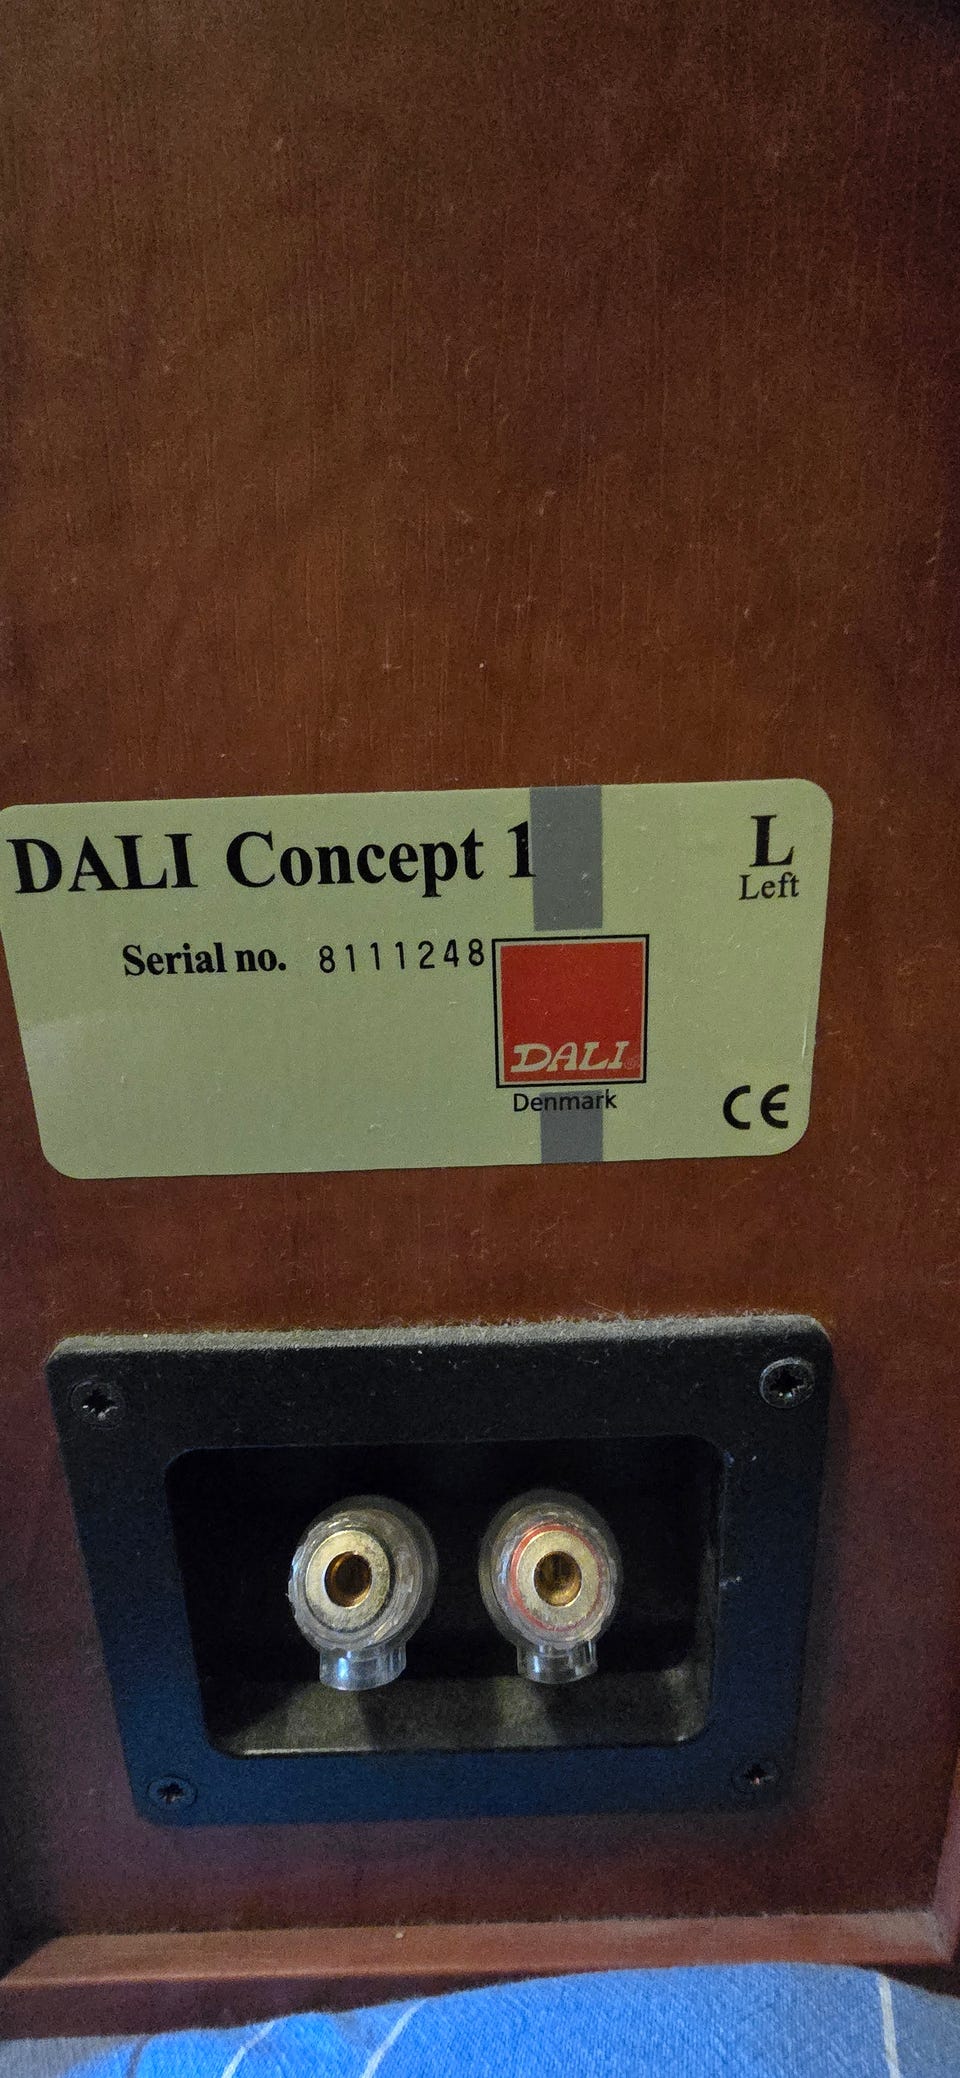 DALI Concept 1
L
Left
Serial no. 8111248
DALI
Denmark
CE